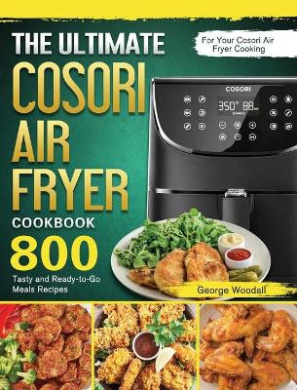 THE ULTIMATE
COSORI
AIR
FRYER
COOKBOOK
800
Tasty and Ready-to-Go
Meals Recipes
For Your Cosori Air
Fryer Cooking
COSORI
George Woodall